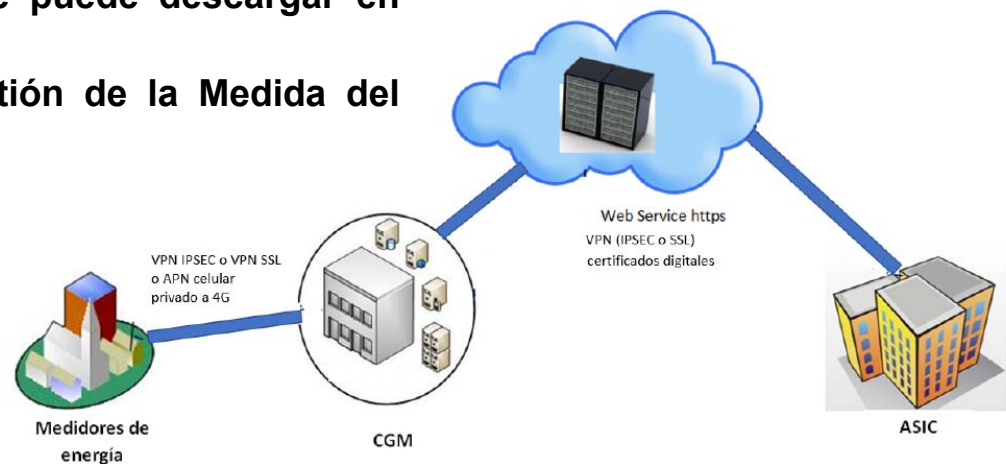 e puede descargar en
tión de la Medida del
Web Service https
VPN (IPSEC o SSL)
certificados digitales
VPN IPSEC o VPN SSL
o APN celular
privado a 4G
Medidores de
energía
CGM
ASIC